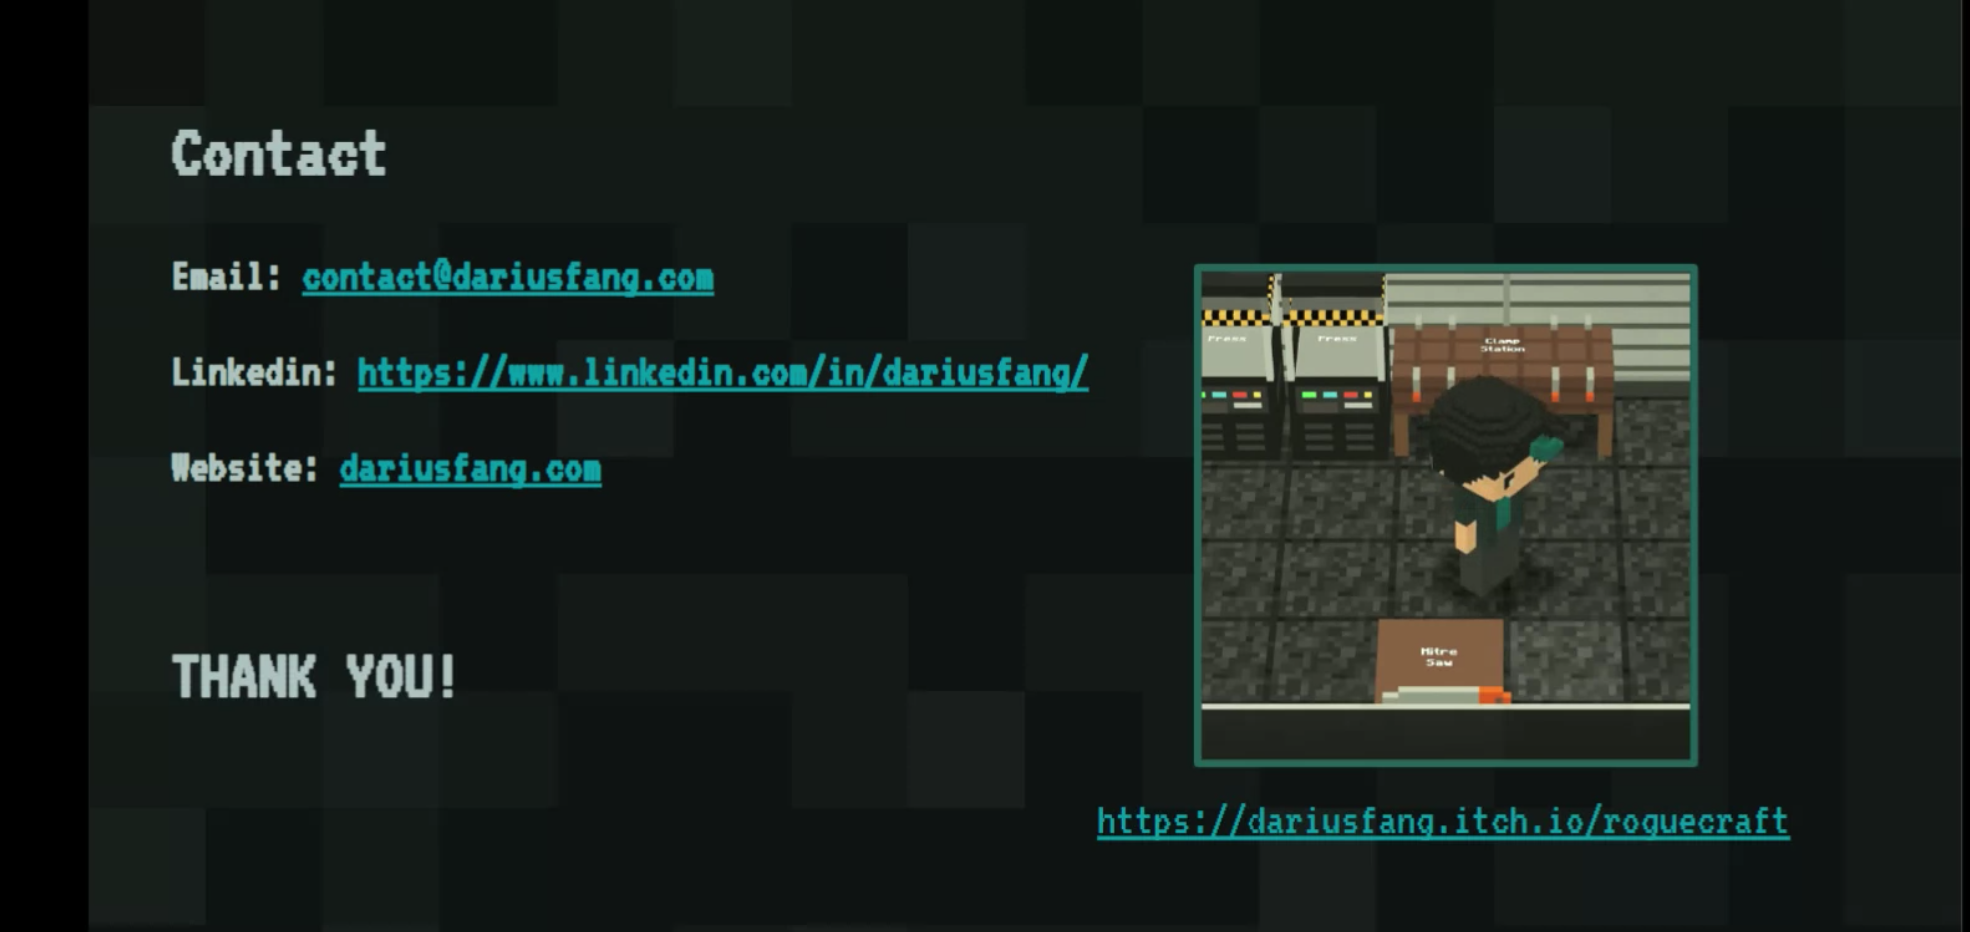 Contact
Email: contact@dariusfang.com
Linkedin: https://www.linkedin.com/in/dariusfang/
Website: dariusfang.com
THANK YOU!
Press
Press
Clamp
Station
Mitre
Saw
https://dariusfang.itch.io/roguecraft